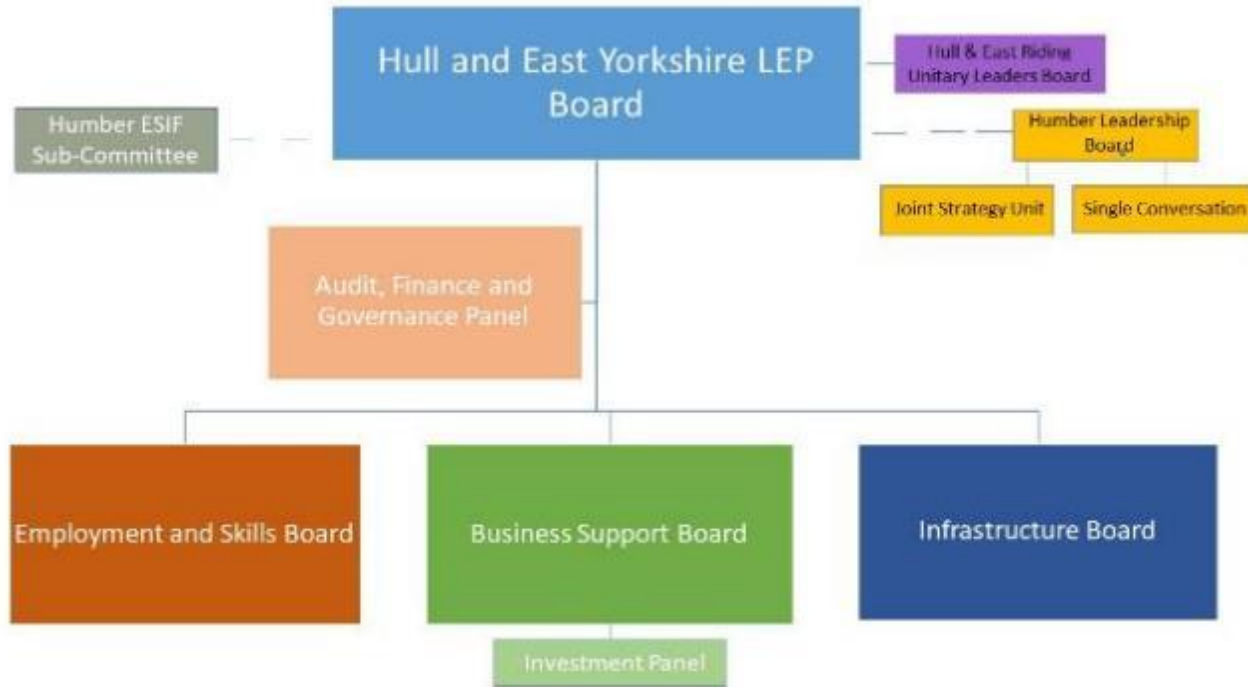 Hull and East Yorkshire LEP
Board
Hull & East Riding
Unitary Leaders Board
Humber ESIF
Sub-Committee
Humber Leadership
Board
Joint Strategy Unit
Single Conversation
Audit, Finance and
Governance Panel
Employment and Skills Board
Business Support Board
Infrastructure Board
Investment Panel